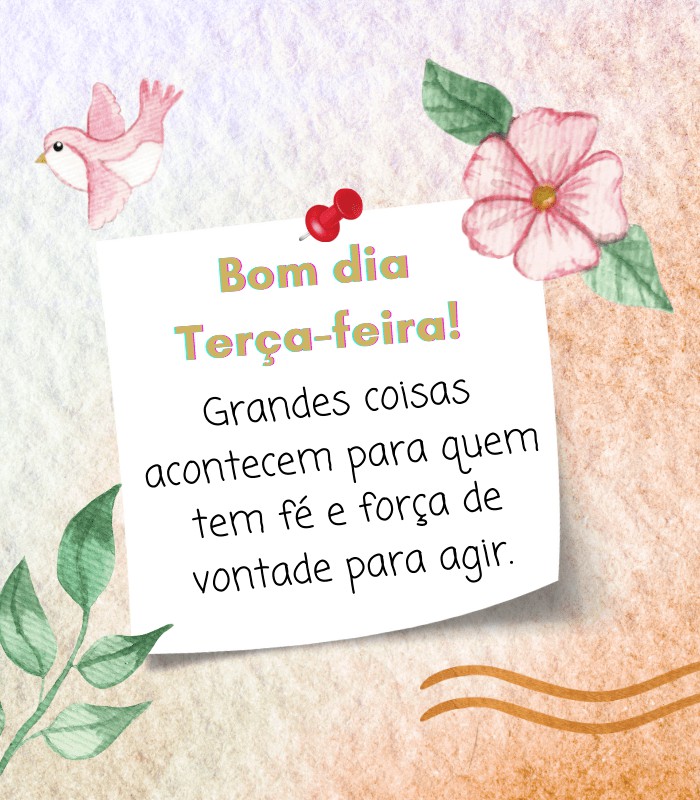 Bom dia
Terça-feira!
Grandes coisas
acontecem para quem
tem fé e força de
vontade para agir.